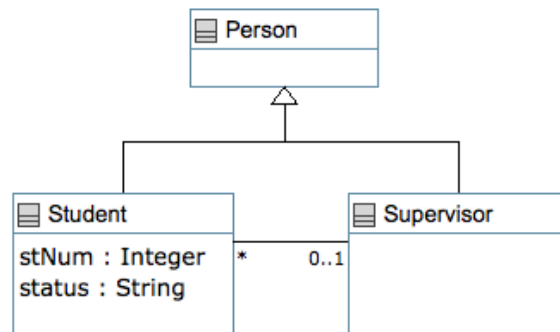 Person
Student
Supervisor
stNum : Integer
status : String
*
0..1